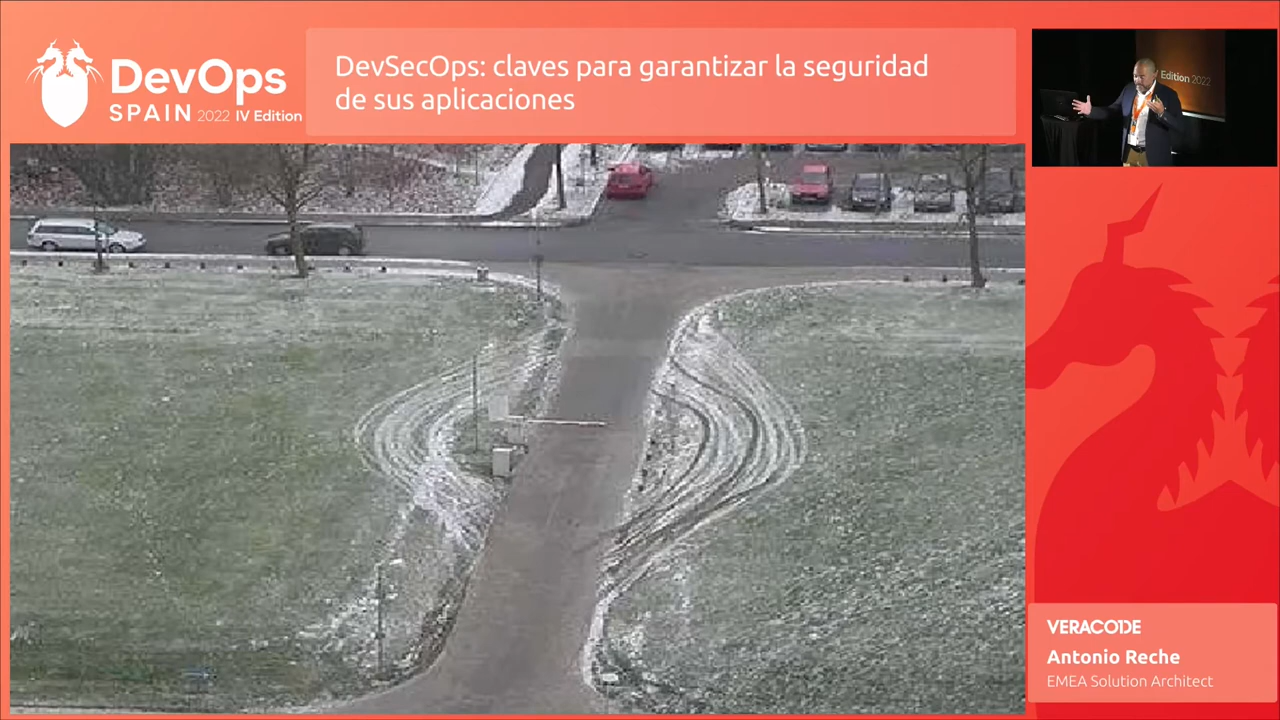 DevOps
SPAIN 2022 IV Edition
DevSecOps: claves para garantizar la seguridad
de sus aplicaciones
Edition 2022
VERACODE
Antonio Reche
EMEA Solution Architect